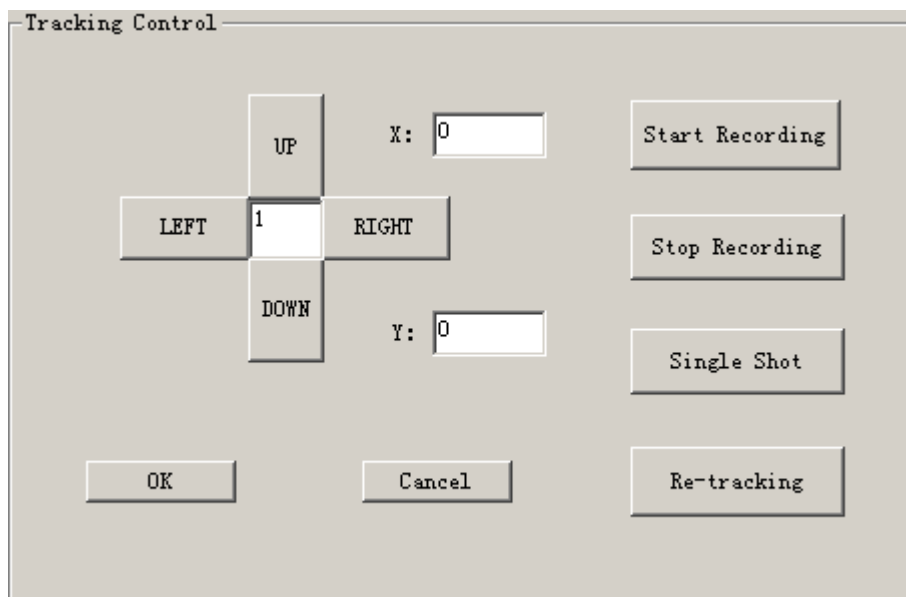 Tracking Control
UP
X: 0
Start Recording
LEFT
1
RIGHT
Stop Recording
DOWN
Y: 0
Single Shot
OK
Cancel
Re-tracking